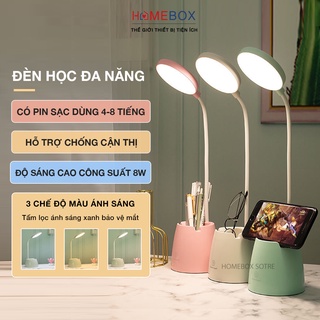 HOMEBOX
THẾ GIỚI THIẾT BỊ TIỆN ÍCH
ĐÈN HỌC ĐA NĂNG
CÓ PIN SẠC DÙNG 4-8 TIẾNG
HỖ TRỢ CHỐNG CẬN THỊ
ĐỘ SÁNG CAO CÔNG SUẤT 8W
3 CHẾ ĐỘ MÀU ÁNH SÁNG
Tấm lọc ánh sáng xanh bảo vệ mắt
HOMEBOX SOTRE